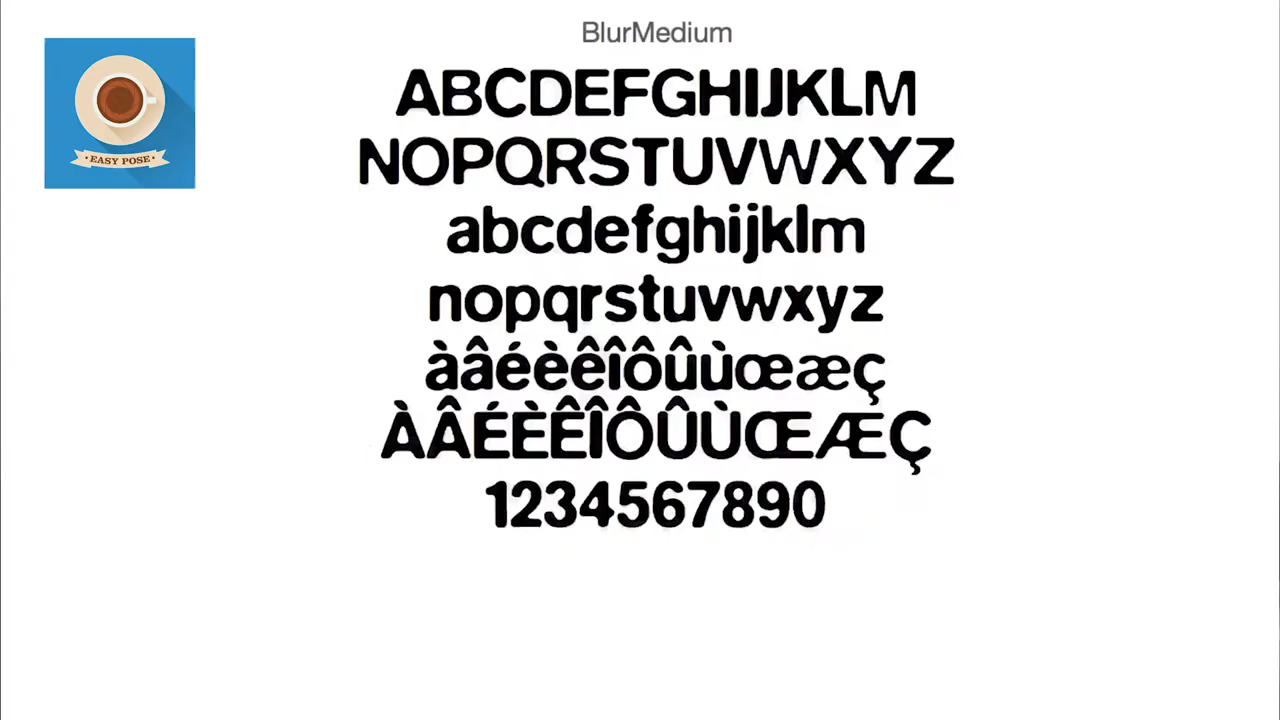 BlurMedium
EASY POSE
ABCDEFGHIJKLM
NOPQRSTUVWXYZ
abcdefghijklm
nopqrstuvwxyz
àâéèêîôûùœæç
ÀÂÉÈÊÎÔÛÙŒÆÇ
1234567890